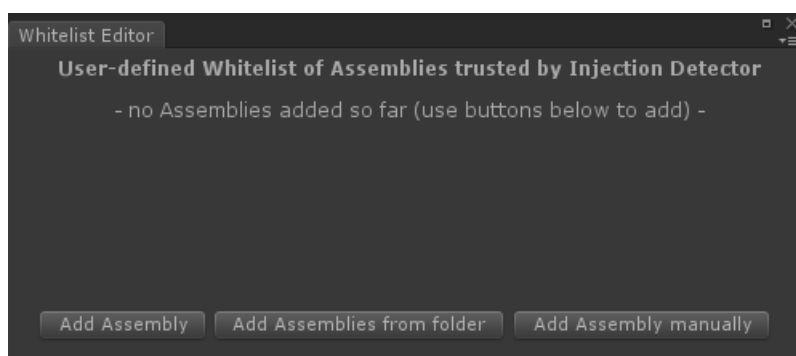 Whitelist Editor
User-defined Whitelist of Assemblies trusted by Injection Detector
- no Assemblies added so far (use buttons below to add) -
Add Assembly Add Assemblies from folder Add Assembly manually